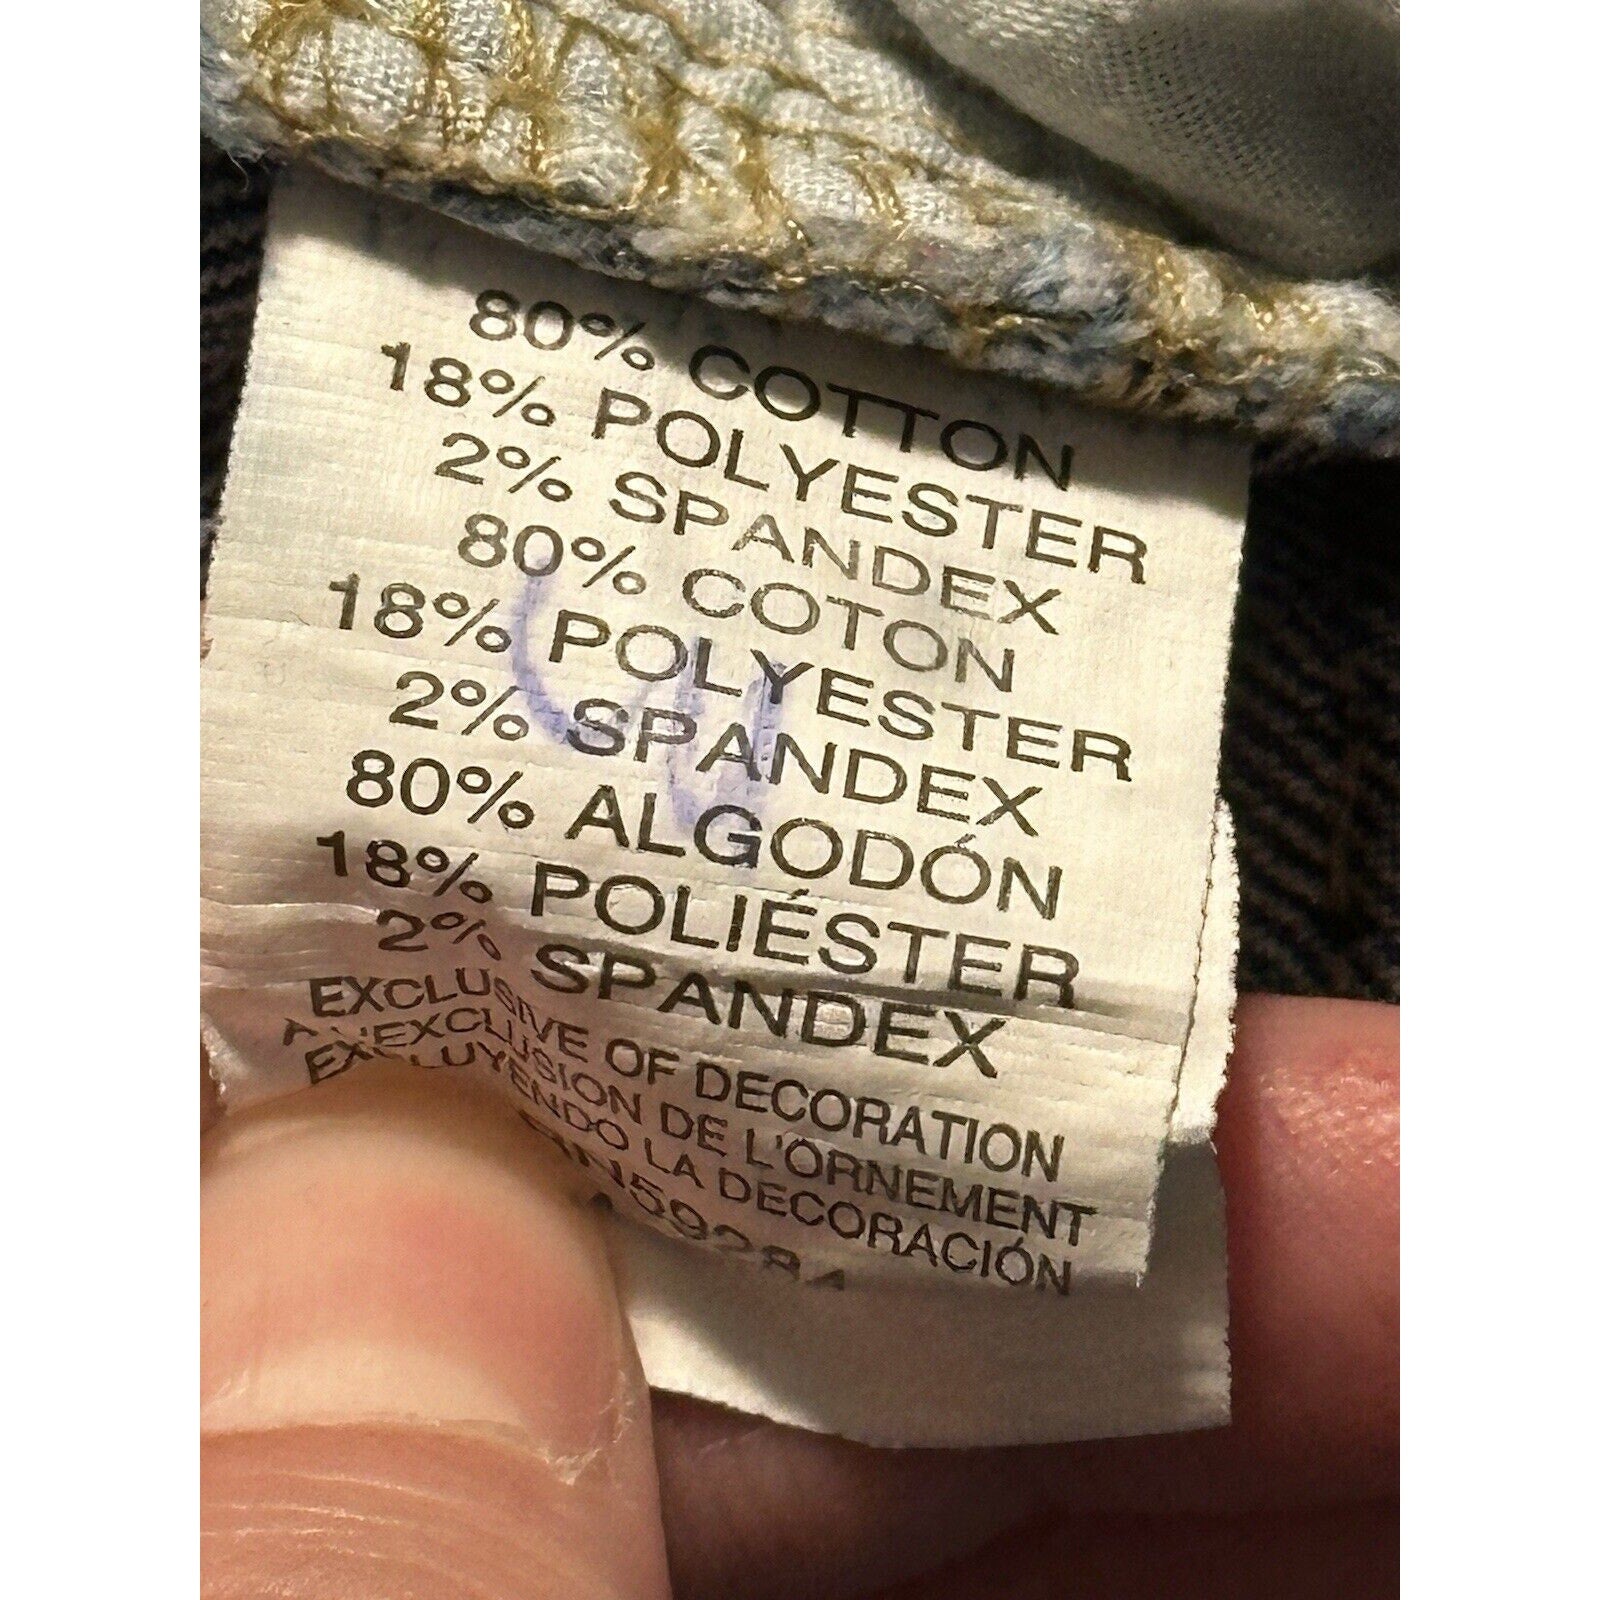 80% COTTON
18% POLYESTER
2% SPANDEX
80% COTON
18% POLYESTER
2% SPANDEX
80% ALGODÓN
18% POLIÉSTER
2% SPANDEX
EXCLUSIVE OF DECORATION
A L'EXCLUSION DE L'ORNEMENT
EXCLUYENDO LA DECORACIÓN